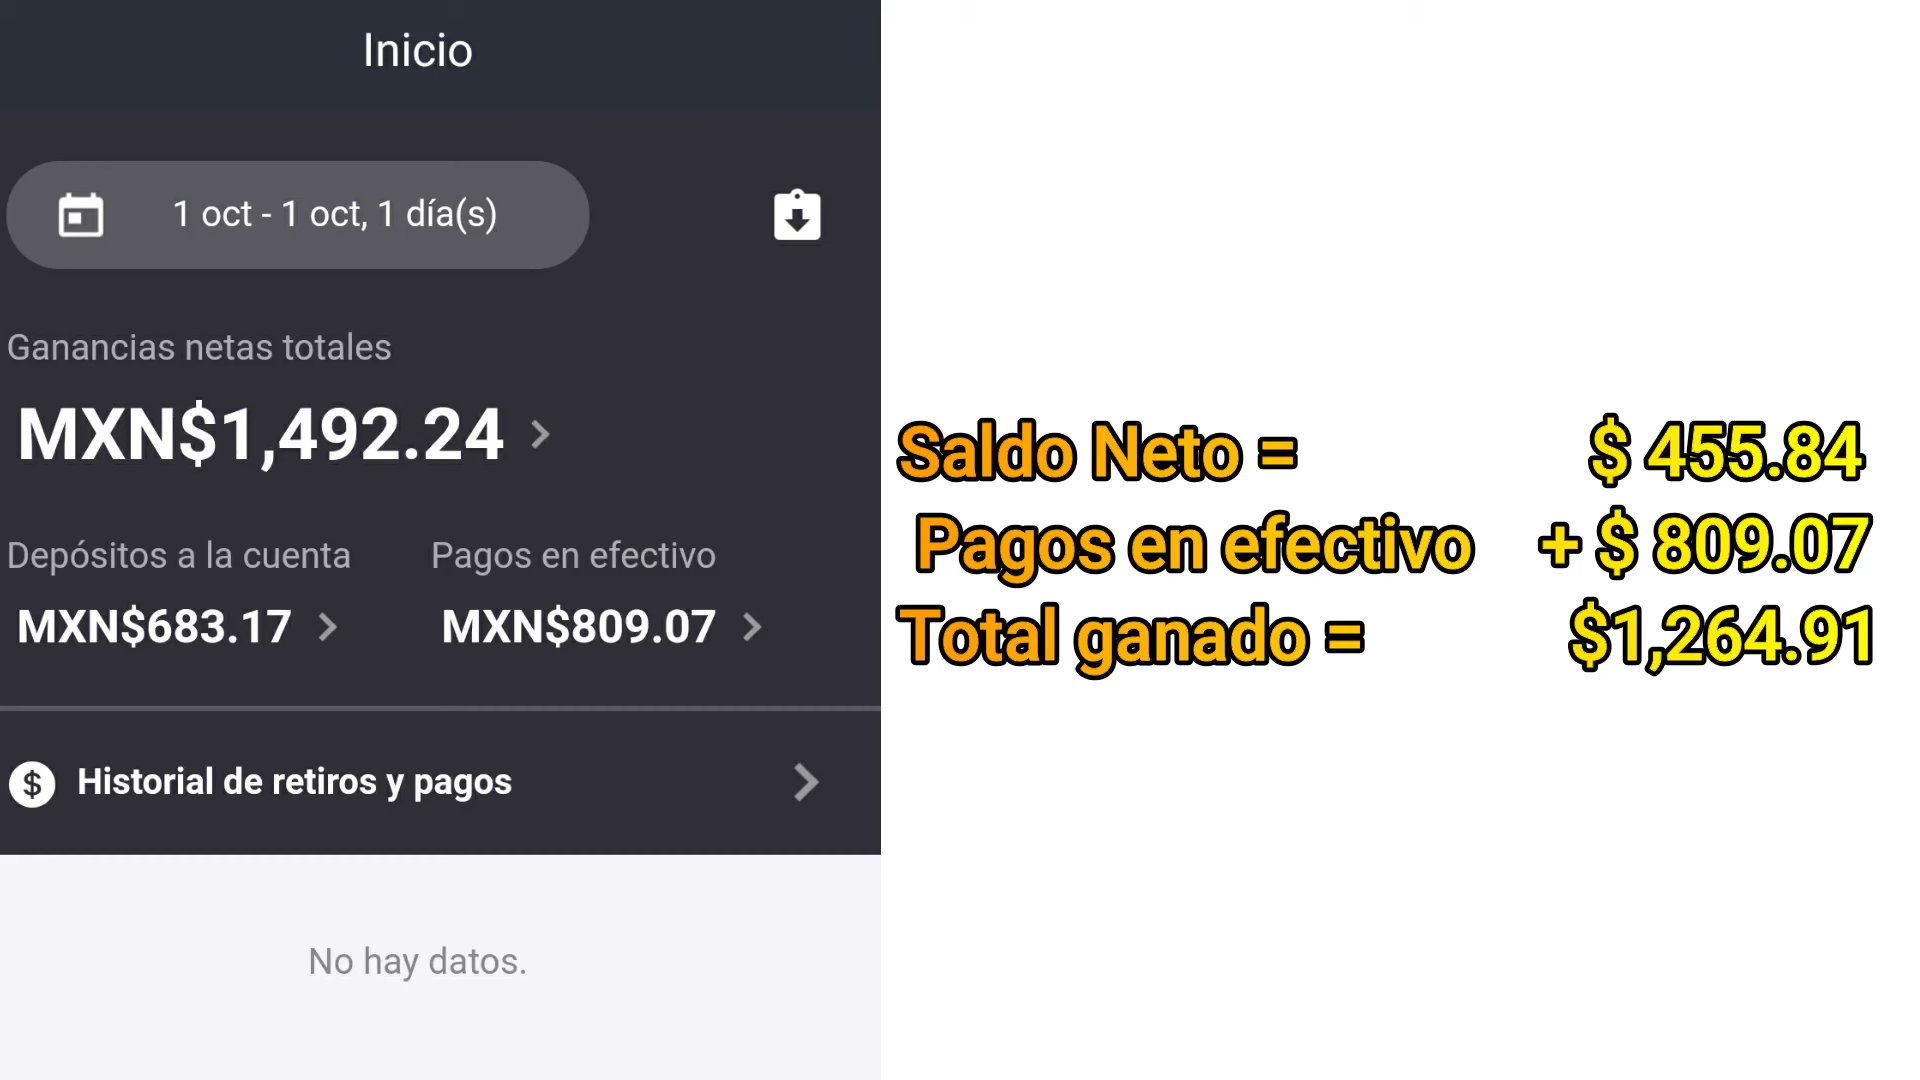 Inicio
1 oct - 1 oct, 1 día(s)
Ganancias netas totales
MXN$1,492.24
Depósitos a la cuenta
MXN$683.17
Pagos en efectivo
MXN$809.07
$ Historial de retiros y pagos
No hay datos.
Saldo Neto = $ 455.84
Pagos en efectivo + $ 809.07
Total ganado = $1,264.91